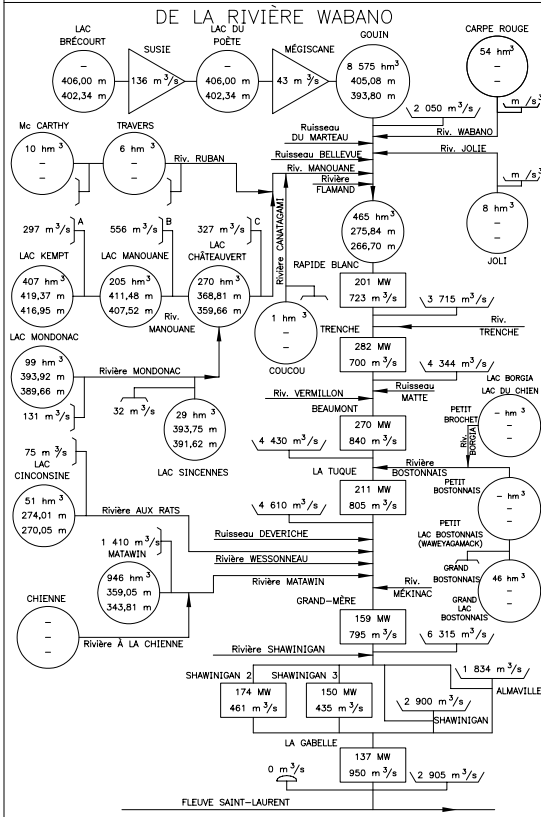 DE LA RIVIÈRE WABANO
LAC
BRÉCOURT
–
406,00 m
402,34 m
SUSIE
136 m³/s
LAC DU
POÈTE
–
406,00 m
402,34 m
MÉGISCANE
43 m³/s
GOUIN
8 575 hm³
405,08 m
393,80 m
CARPE ROUGE
54 hm³
–
–
2 050 m³/s
m³/s
Ruisseau
DU MARTEAU
Riv. WABANO
Mc CARTHY
10 hm³
–
–
TRAVERS
6 hm³
–
–
Riv. RUBAN
Ruisseau BELLEVUE
Riv. JOLIE
Riv. MANOUANE
Rivière
FLAMAND
m³/s
8 hm³
–
–
JOLI
297 m³/s
A
556 m³/s
B
327 m³/s
C
LAC KEMPT
407 hm³
419,37 m
416,95 m
LAC MANOUANE
205 hm³
411,48 m
407,52 m
Riv.
MANOUANE
LAC
CHÂTEAUVERT
270 hm³
368,81 m
359,66 m
Rivière CANATAGAMI
465 hm³
275,84 m
266,70 m
RAPIDE BLANC
201 MW
723 m³/s
3 715 m³/s
1 hm³
–
–
COUCOU
TRENCHE
Riv.
TRENCHE
282 MW
700 m³/s
4 344 m³/s
LAC MONDONAC
99 hm³
393,92 m
389,66 m
131 m³/s
Rivière MONDONAC
32 m³/s
29 hm³
393,75 m
391,62 m
LAC SINCENNES
Riv. VERMILLON
Ruisseau
MATTE
BEAUMONT
270 MW
840 m³/s
4 430 m³/s
LAC BORGIA
LAC DU CHIEN
– hm³
–
–
PETIT
BROCHET
Riv.
BORGIA
Rivière
BOSTONNAIS
PETIT
BOSTONNAIS
– hm³
–
–
PETIT
LAC BOSTONNAIS
(WAWEYAGAMACK)
75 m³/s
LAC
CINCONSINE
51 hm³
274,01 m
270,05 m
LA TUQUE
211 MW
805 m³/s
4 610 m³/s
Rivière AUX RATS
GRAND
BOSTONNAIS
46 hm³
–
–
GRAND
LAC
BOSTONNAIS
Ruisseau DEVERICHE
1 410 m³/s
MATAWIN
946 hm³
359,05 m
343,81 m
Rivière WESSONNEAU
Rivière MATAWIN
Riv.
MÉKINAC
CHIENNE
–
–
–
Rivière À LA CHIENNE
GRAND-MÈRE
159 MW
795 m³/s
6 315 m³/s
Rivière SHAWINIGAN
SHAWINIGAN 2
174 MW
461 m³/s
SHAWINIGAN 3
150 MW
435 m³/s
2 900 m³/s
SHAWINIGAN
1 834 m³/s
ALMAVILLE
LA GABELLE
137 MW
950 m³/s
0 m³/s
2 905 m³/s
FLEUVE SAINT-LAURENT